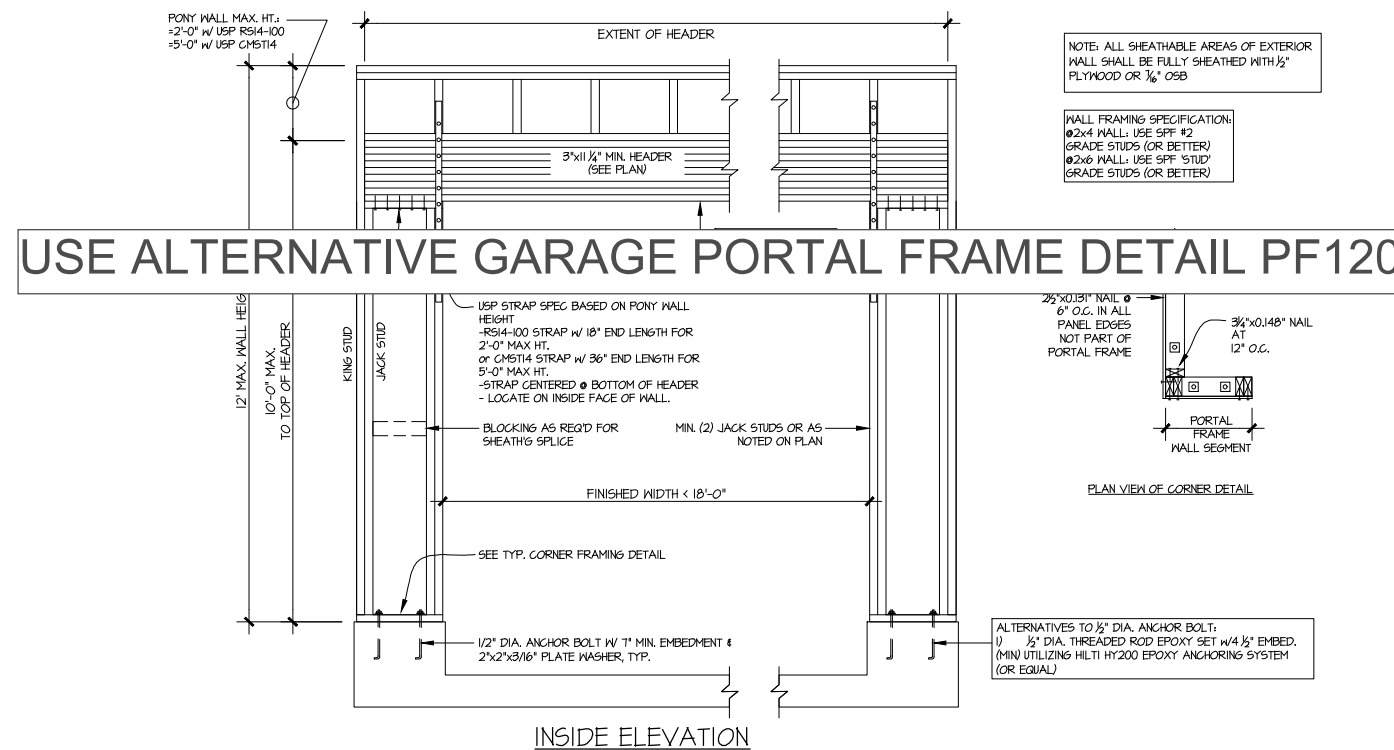 PONY WALL MAX. HT.:
=2'-0" W/ USP RS14-100
=5'-0" W/ USP CMST14
EXTENT OF HEADER
NOTE: ALL SHEATHABLE AREAS OF EXTERIOR
WALL SHALL BE FULLY SHEATHED WITH 1/2"
PLYWOOD OR 7/16" OSB
WALL FRAMING SPECIFICATION:
@2x4 WALL: USE SPF #2
GRADE STUDS (OR BETTER)
@2x6 WALL: USE SPF 'STUD'
GRADE STUDS (OR BETTER)
3"x11 1/4" MIN. HEADER
(SEE PLAN)
USE ALTERNATIVE GARAGE PORTAL FRAME DETAIL PF120
12' MAX. WALL HEIG
10'-0" MAX.
TO TOP OF HEADER
KING STUD
JACK STUD
USP STRAP SPEC BASED ON PONY WALL
HEIGHT
-RS14-100 STRAP W/ 18" END LENGTH FOR
2'-0" MAX HT.
or CMST14 STRAP W/ 36" END LENGTH FOR
5'-0" MAX HT.
-STRAP CENTERED @ BOTTOM OF HEADER
- LOCATE ON INSIDE FACE OF WALL.
2 1/2"x0.131" NAIL @
6" O.C. IN ALL
PANEL EDGES
NOT PART OF
PORTAL FRAME
3 1/4"x0.148" NAIL
AT
12" O.C.
BLOCKING AS REQ'D FOR
SHEATH'G SPLICE
MIN. (2) JACK STUDS OR AS
NOTED ON PLAN
PORTAL
FRAME
WALL SEGMENT
PLAN VIEW OF CORNER DETAIL
FINISHED WIDTH < 18'-0"
SEE TYP. CORNER FRAMING DETAIL
1/2" DIA. ANCHOR BOLT W/ 7" MIN. EMBEDMENT &
2"x2"x3/16" PLATE WASHER, TYP.
ALTERNATIVES TO 1/2" DIA. ANCHOR BOLT:
1) 1/2" DIA. THREADED ROD EPOXY SET W/4 1/2" EMBED.
(MIN) UTILIZING HILTI HY200 EPOXY ANCHORING SYSTEM
(OR EQUAL)
INSIDE ELEVATION